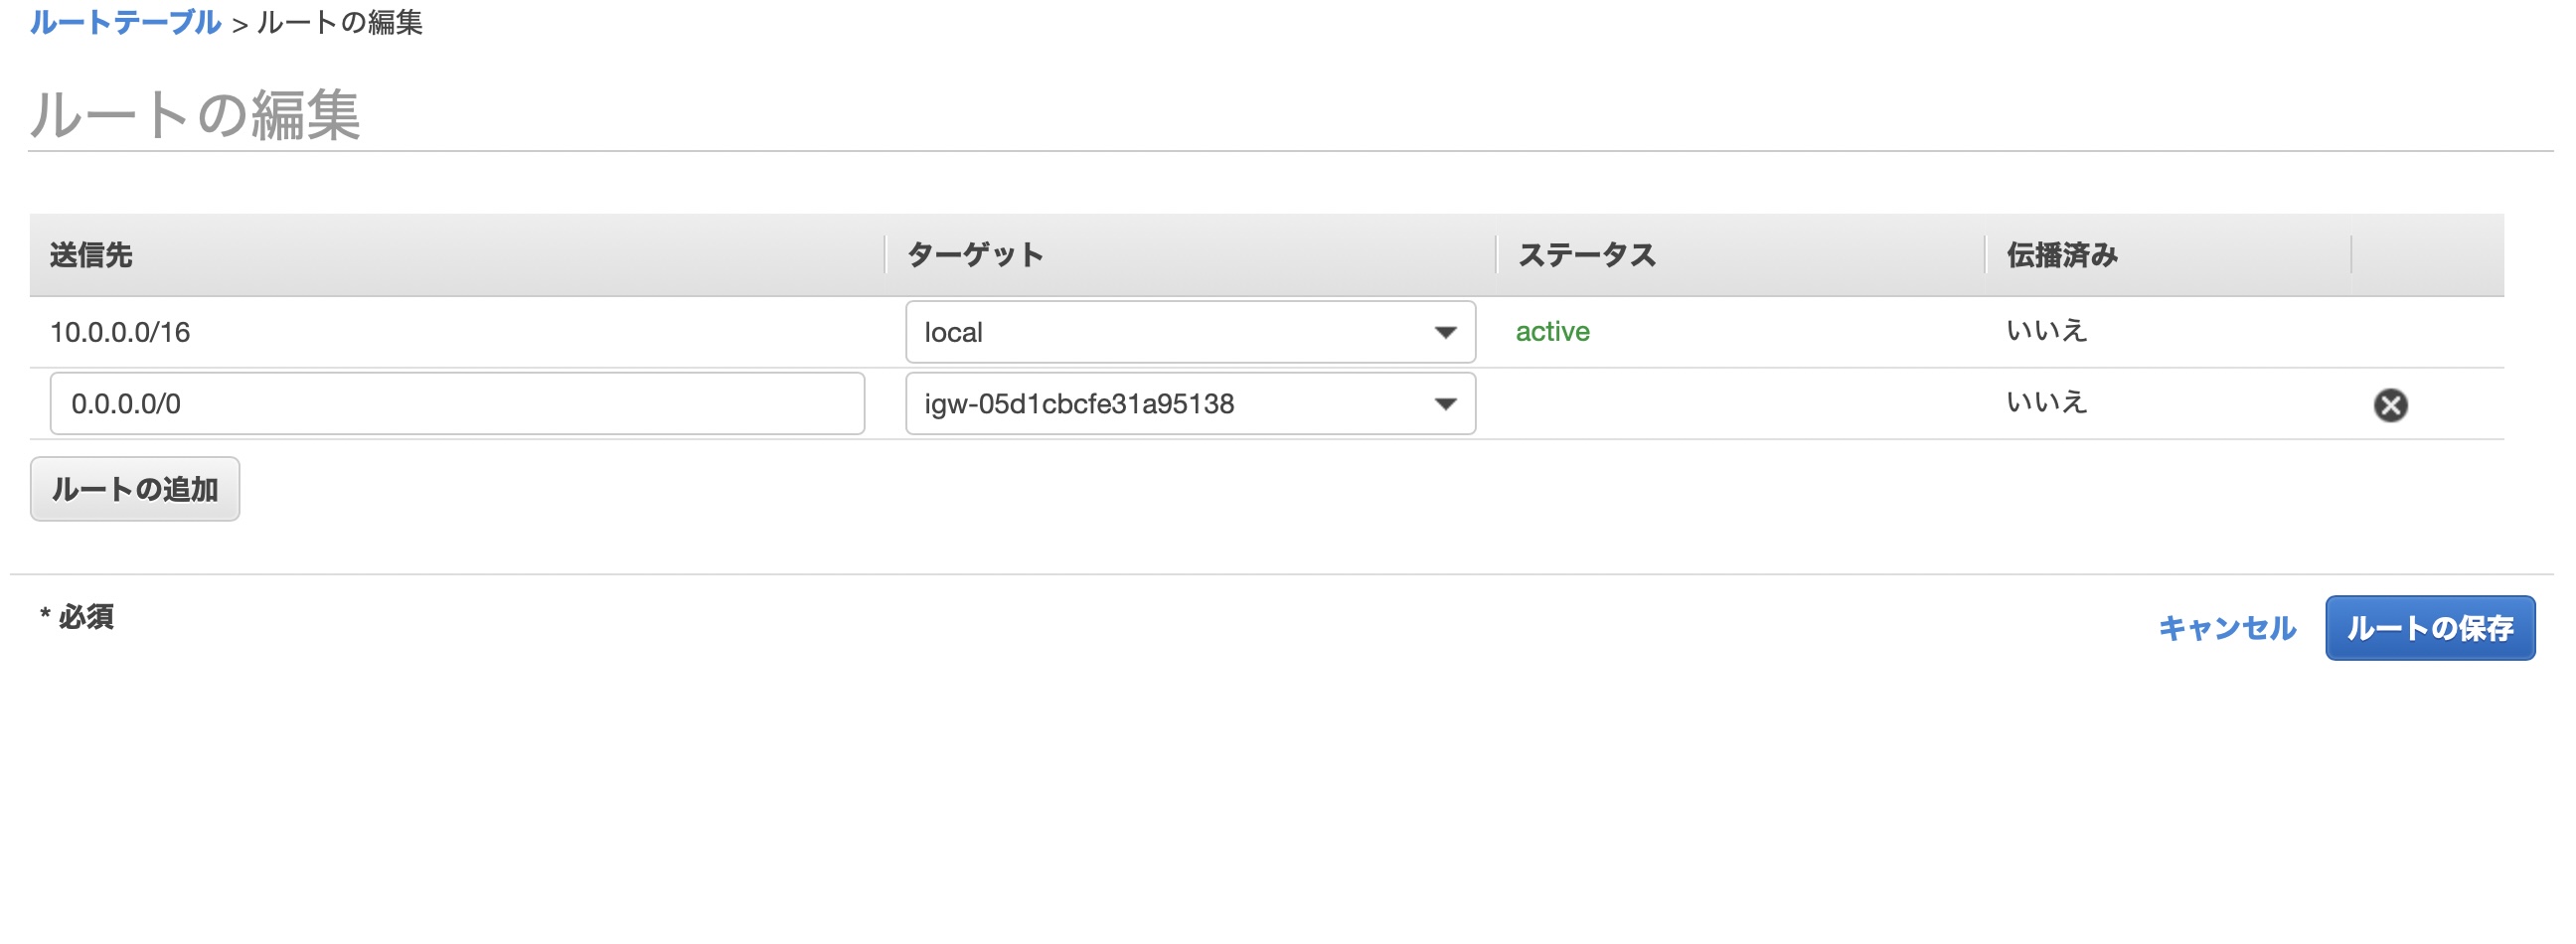 ルートテーブル > ルートの編集
ルートの編集
送信先 ターゲット ステータス 伝播済み
10.0.0.0/16 local active いいえ
0.0.0.0/0 igw-05d1cbcfe31a95138 いいえ
ルートの追加
* 必須 キャンセル ルートの保存